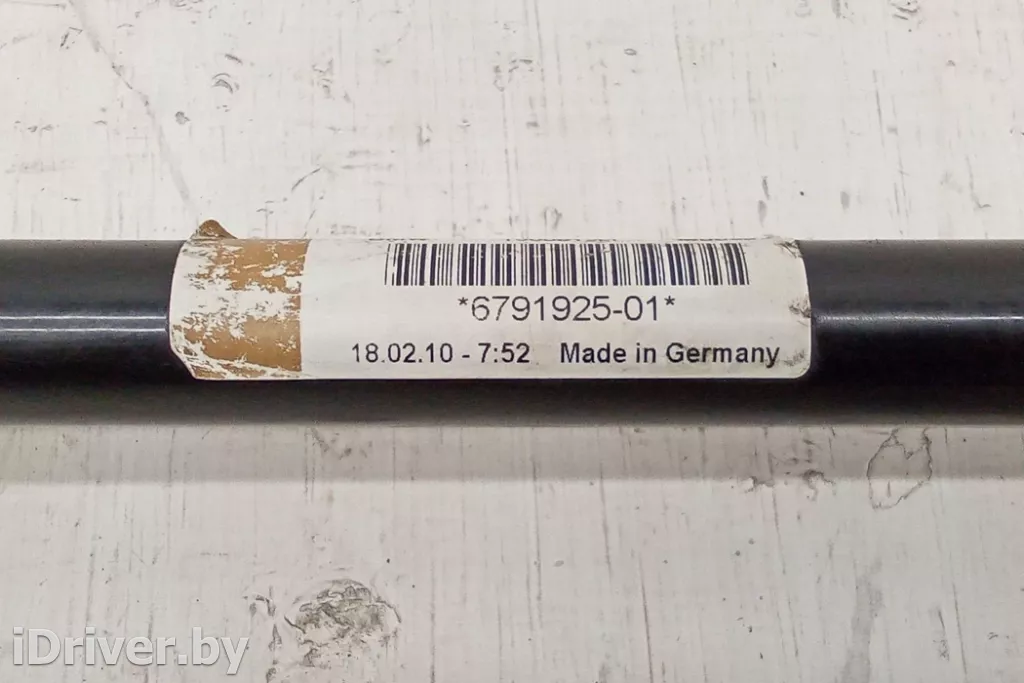 *6791925-01*
18.02.10 - 7:52 Made in Germany
iDriver.by